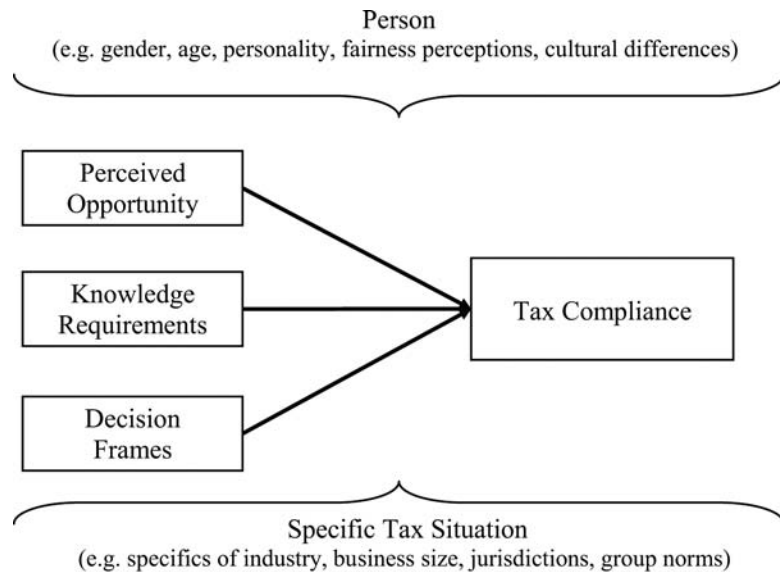 Person
(e.g. gender, age, personality, fairness perceptions, cultural differences)
Perceived
Opportunity
Knowledge
Requirements
Tax Compliance
Decision
Frames
Specific Tax Situation
(e.g. specifics of industry, business size, jurisdictions, group norms)